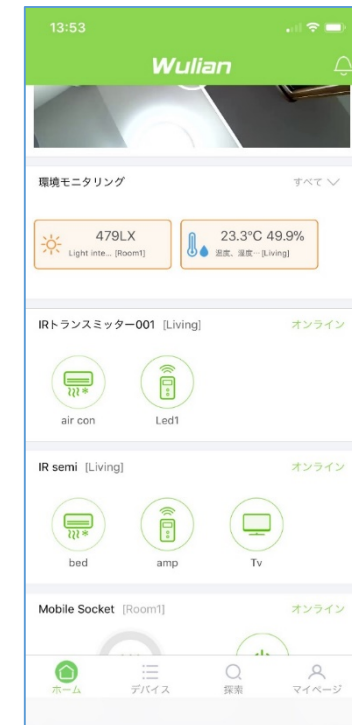 13:53
Wulian
環境モニタリング
すべて
479LX
Light inte... [Room1]
23.3°C 49.9%
温度、湿度…[Living]
IRトランスミッター001 [Living]
オンライン
air con
Led1
IR semi [Living]
オンライン
bed
amp
Tv
Mobile Socket [Room1]
オンライン
ホーム
デバイス
探索
マイページ